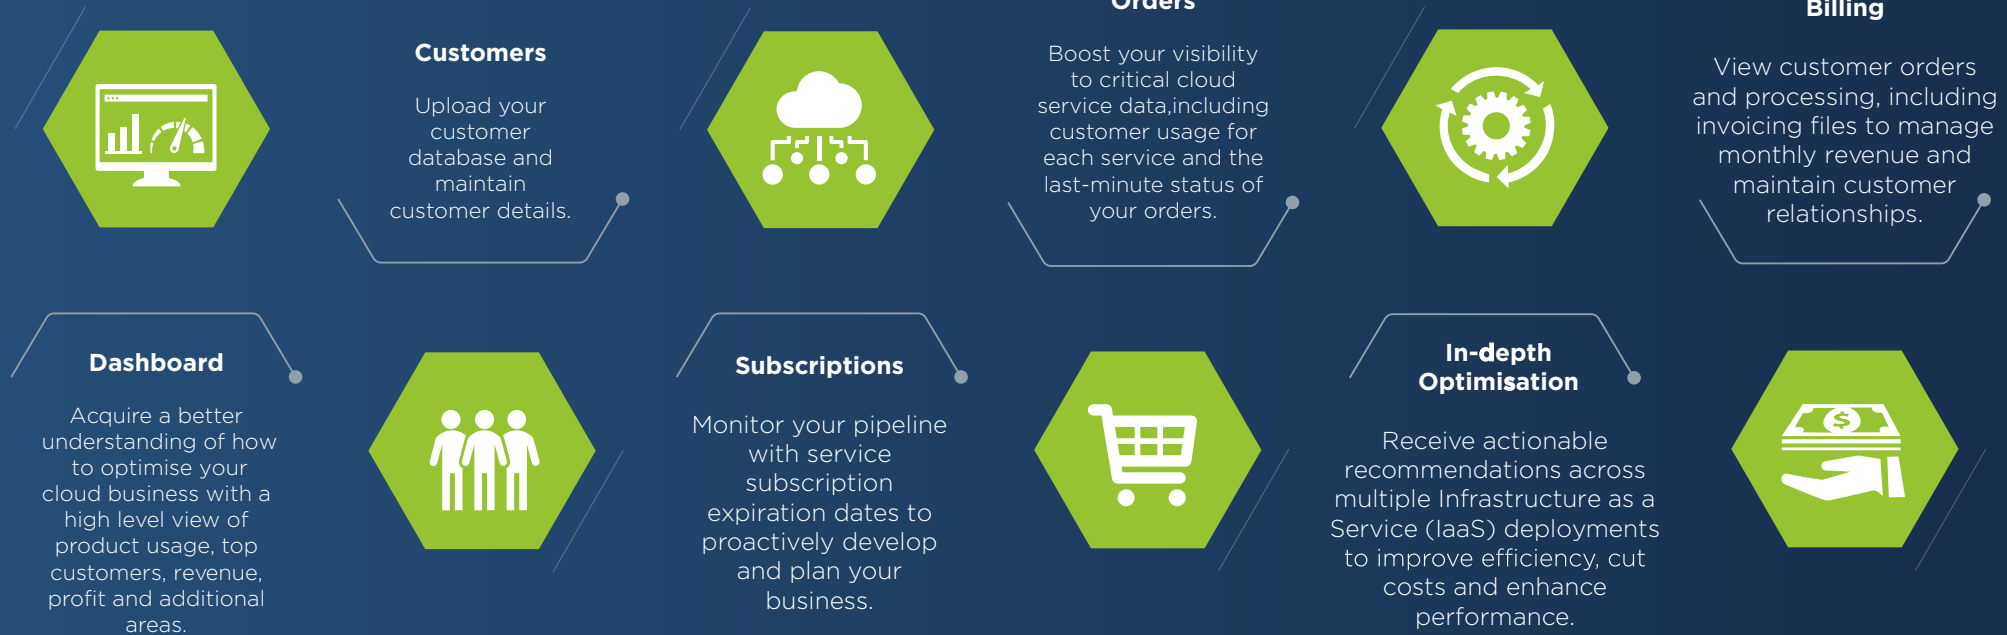 Customers
Upload your
customer
database and
maintain
customer details.
Orders
Boost your visibility
to critical cloud
service data,including
customer usage for
each service and the
last-minute status of
your orders.
Billing
View customer orders
and processing, including
invoicing files to manage
monthly revenue and
maintain customer
relationships.
Dashboard
Acquire a better
understanding of how
to optimise your
cloud business with a
high level view of
product usage, top
customers, revenue,
profit and additional
areas.
Subscriptions
Monitor your pipeline
with service
subscription
expiration dates to
proactively develop
and plan your
business.
In-depth
Optimisation
Receive actionable
recommendations across
multiple Infrastructure as a
Service (IaaS) deployments
to improve efficiency, cut
costs and enhance
performance.
$